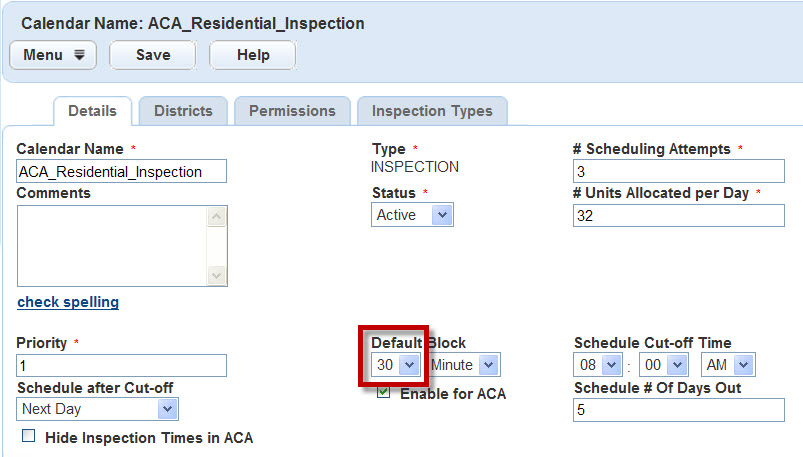 Calendar Name: ACA_Residential_Inspection
Menu Save Help
Details Districts Permissions Inspection Types
Calendar Name * Type * # Scheduling Attempts *
ACA_Residential_Inspection INSPECTION 3
Comments Status * # Units Allocated per Day *
Active 32
check spelling
Priority * Default Block Schedule Cut-off Time
1 30 Minute 08 : 00 AM
Schedule after Cut-off Enable for ACA Schedule # Of Days Out
Next Day 5
Hide Inspection Times in ACA